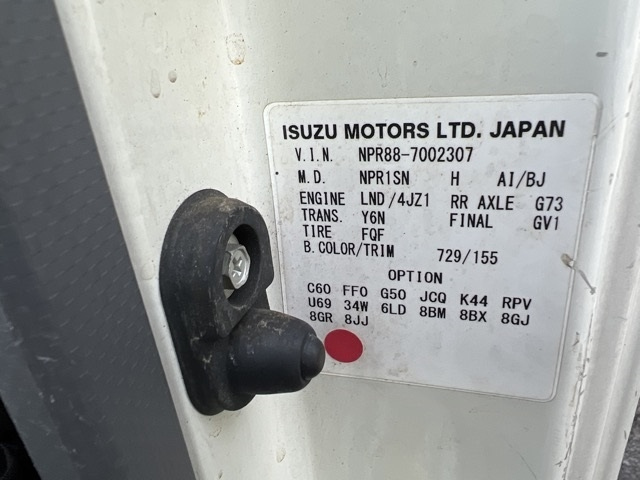 ISUZU MOTORS LTD. JAPAN
V.I.N. NPR88-7002307
M.D. NPR1SN H AI/BJ
ENGINE LND/4JZ1 RR AXLE G73
TRANS. Y6N FINAL GV1
TIRE FQF
B.COLOR/TRIM 729/155
OPTION
C60 FF0 G50 JCQ K44 RPV
U69 34W 6LD 8BM 8BX 8GJ
8GR 8JJ